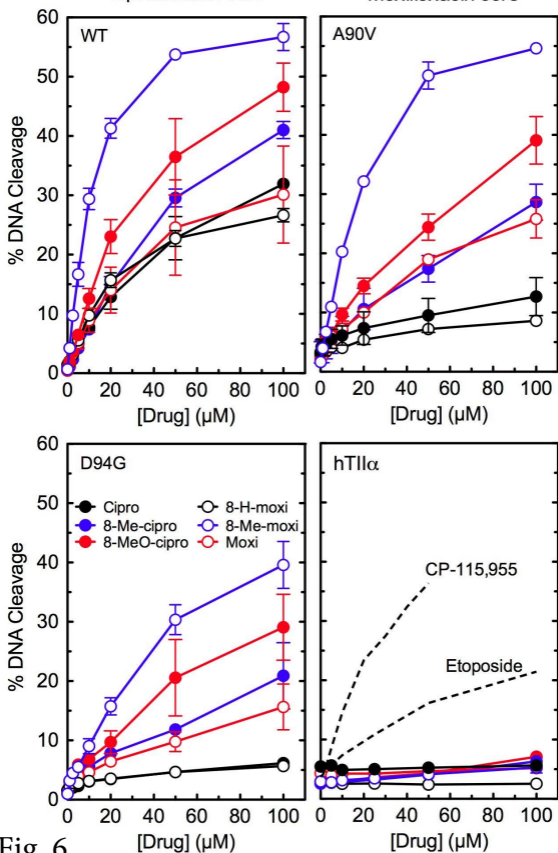 WT
A90V
60
50
40
30
20
10
0
% DNA Cleavage
0 20 40 60 80 100
[Drug] (µM)
0 20 40 60 80 100
[Drug] (µM)
D94G
hTIIα
60
50
40
30
20
10
0
% DNA Cleavage
Cipro
8-H-moxi
8-Me-cipro
8-Me-moxi
8-MeO-cipro
Moxi
CP-115,955
Etoposide
0 20 40 60 80 100
[Drug] (µM)
0 20 40 60 80 100
[Drug] (µM)
Fig. 6